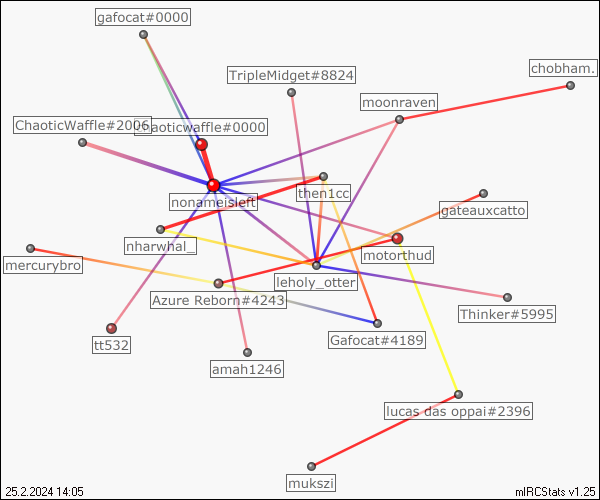 gafocat#0000
TripleMidget#8824
chobham.
moonraven
ChaoticWaffle#2006
chaoticwaffle#0000
then1cc
nonameisleft
gateauxcatto
nharwhal_
motorthud
mercurybro
leholy_otter
Azure Reborn#4243
Thinker#5995
Gafocat#4189
tt532
amah1246
lucas das oppai#2396
mukszi
25.2.2024 14:05
mIRCStats v1.25